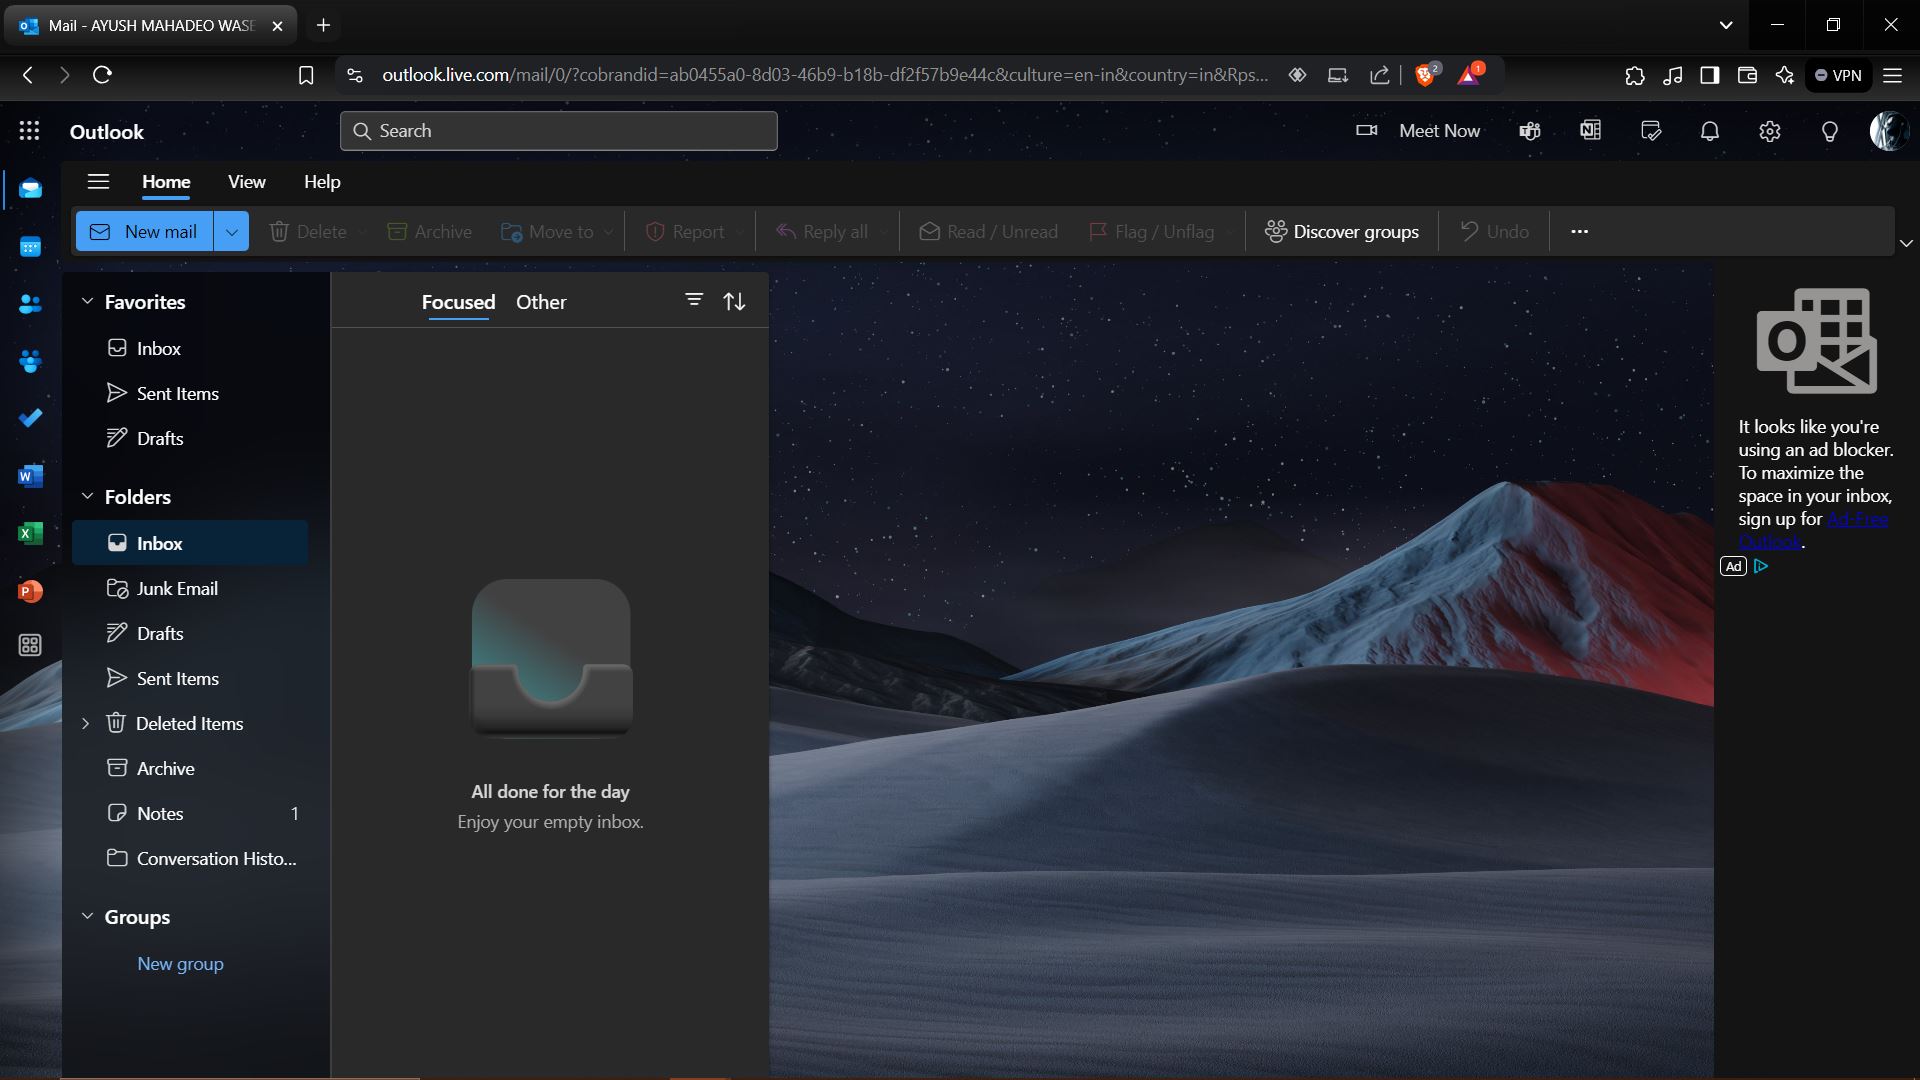 Mail - AYUSH MAHADEO WASE
outlook.live.com/mail/0/?cobrandid=ab0455a0-8d03-46b9-b18b-df2f57b9e44c&culture=en-in&country=in&Rps...
2
1
VPN
Outlook
Search
Meet Now
Home View Help
New mail Delete Archive Move to Report Reply all Read / Unread Flag / Unflag Discover groups Undo ...
Favorites
Inbox
Sent Items
Drafts
Folders
Inbox
Junk Email
Drafts
Sent Items
Deleted Items
Archive
Notes 1
Conversation Histo...
Groups
New group
Focused Other
All done for the day
Enjoy your empty inbox.
It looks like you're
using an ad blocker.
To maximize the
space in your inbox,
sign up for Ad-Free
Outlook.
Ad